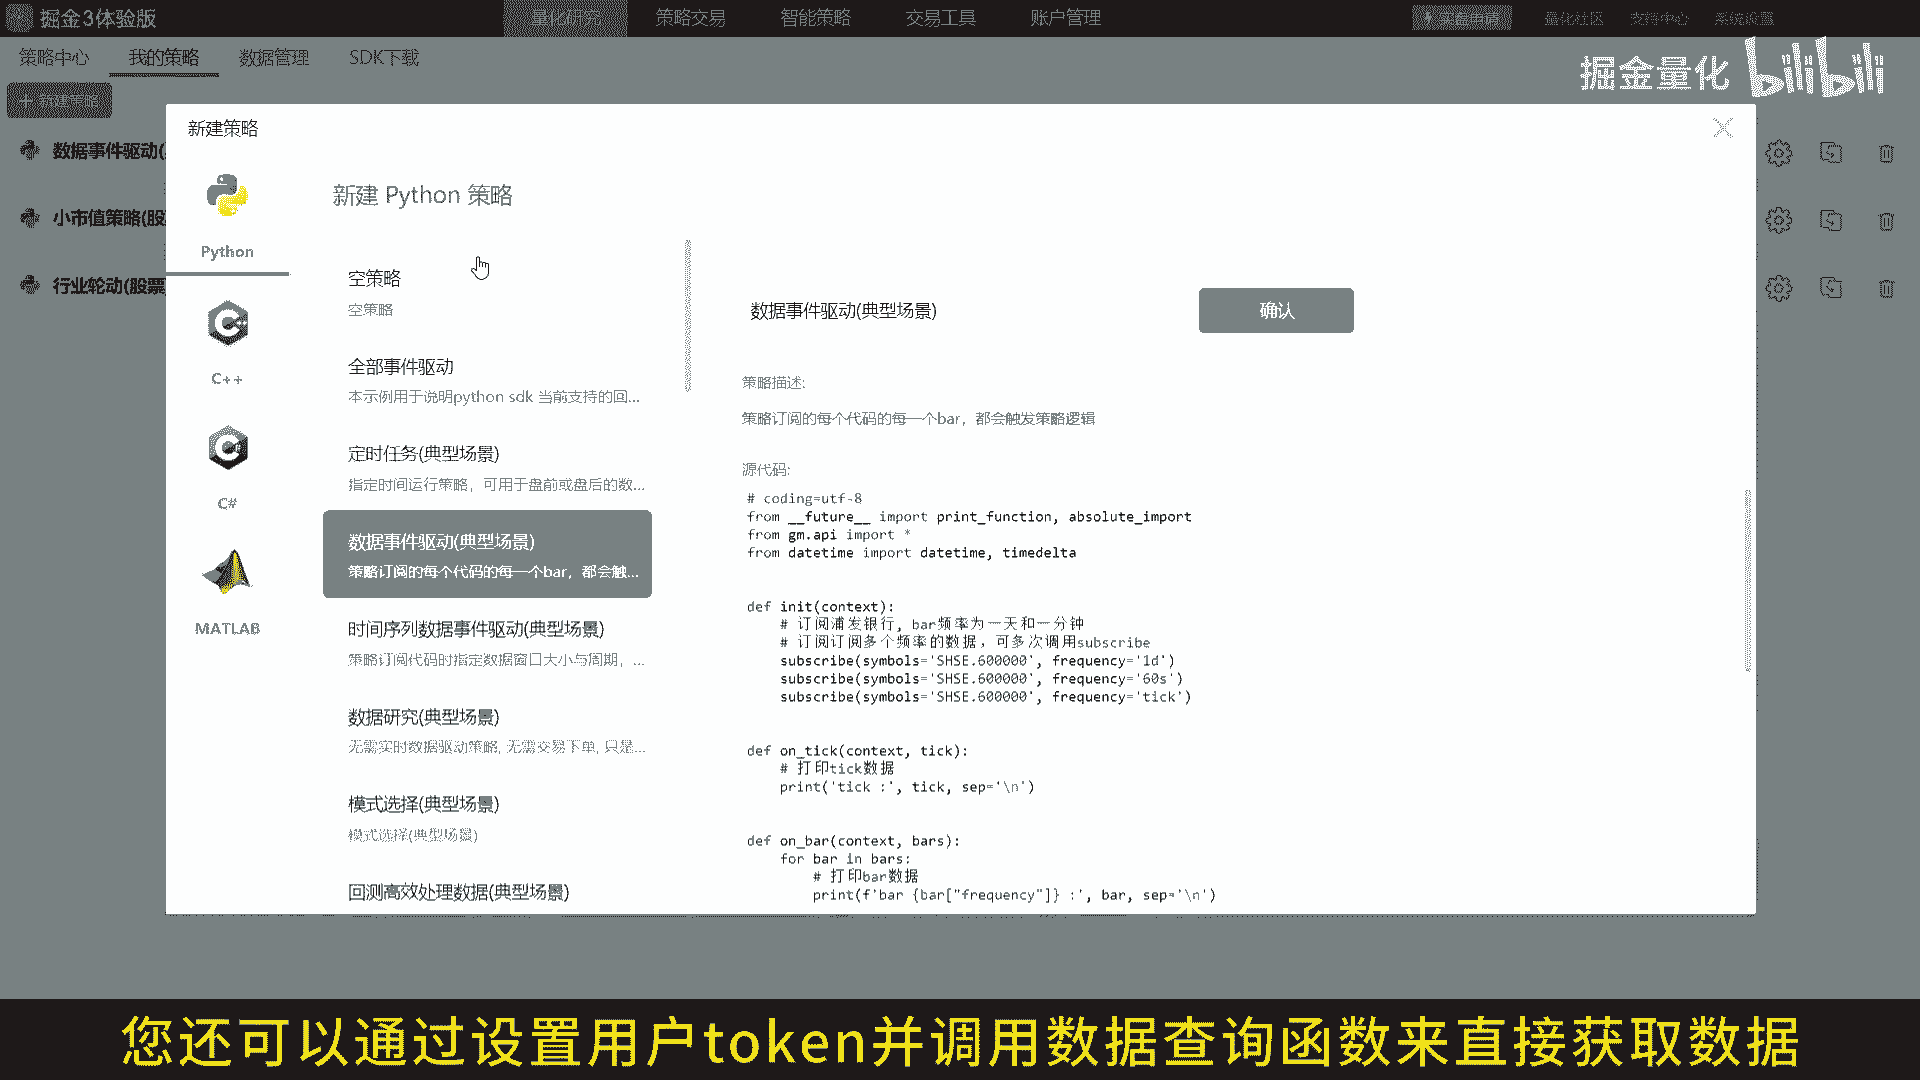 掘金3体验版
量化研究 策略交易 智能策略 交易工具 账户管理
买卖申请 量化社区 支持中心 系统设置
策略中心 我的策略 数据管理 SDK下载
掘金量化 bilibili
+ 新建策略
新建策略
数据事件驱动(
小市值策略(股
行业轮动(股票
Python
C++
C#
MATLAB
新建 Python 策略
空策略
空策略
全部事件驱动
本示例用于说明python sdk 当前支持的回...
定时任务(典型场景)
指定时间运行策略，可用于盘前或盘后的数...
数据事件驱动(典型场景)
策略订阅的每个代码的每一个bar，都会触...
时间序列数据事件驱动(典型场景)
策略订阅代码时指定数据窗口大小与周期，...
数据研究(典型场景)
无需实时数据驱动策略, 无需交易下单, 只是...
模式选择(典型场景)
模式选择(典型场景)
回测高效处理数据(典型场景)
数据事件驱动(典型场景)
确认
策略描述:
策略订阅的每个代码的每一个bar，都会触发策略逻辑
源代码:
# coding=utf-8
from __future__ import print_function, absolute_import
from gm.api import *
from datetime import datetime, timedelta
def init(context):
# 订阅浦发银行, bar频率为一天和一分钟
# 订阅订阅多个频率的数据，可多次调用subscribe
subscribe(symbols='SHSE.600000', frequency='1d')
subscribe(symbols='SHSE.600000', frequency='60s')
subscribe(symbols='SHSE.600000', frequency='tick')
def on_tick(context, tick):
# 打印tick数据
print('tick :', tick, sep='\n')
def on_bar(context, bars):
for bar in bars:
# 打印bar数据
print(f'bar {bar["frequency"]} :', bar, sep='\n')
您还可以通过设置用户token并调用数据查询函数来直接获取数据